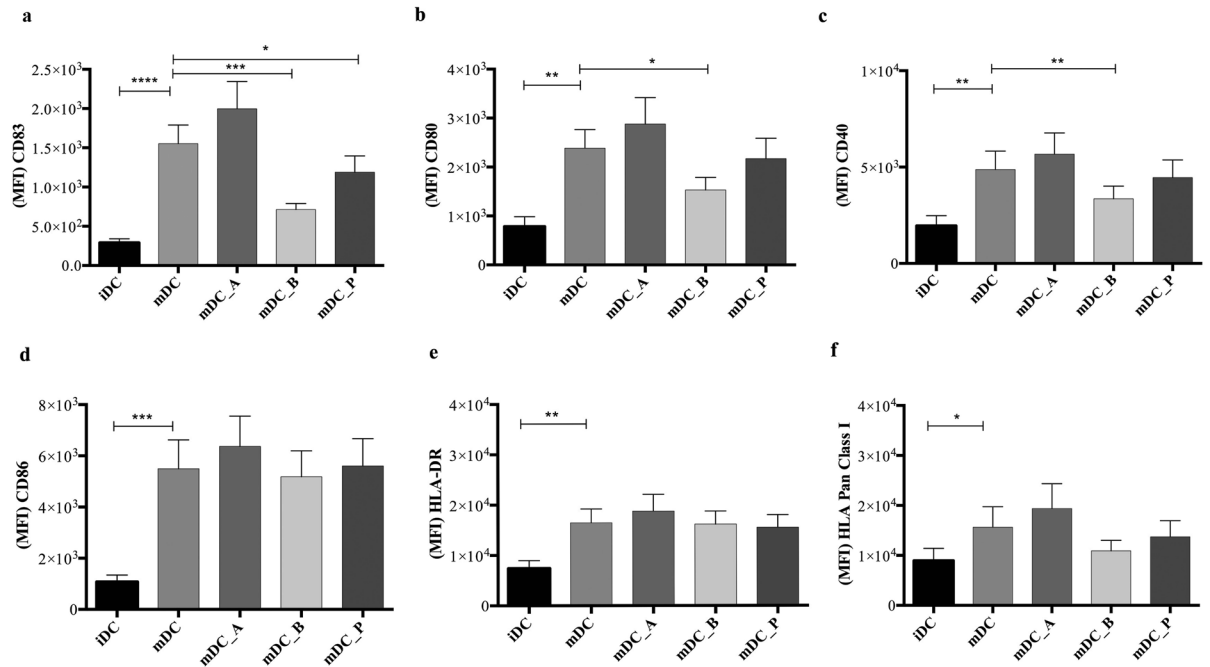 a
*
***
****
2.5×10³
2.0×10³
1.5×10³
1.0×10³
5.0×10²
0.0
(MFI) CD83
iDC
mDC
mDC_A
mDC_B
mDC_P
b
*
**
4×10³
3×10³
2×10³
1×10³
0
(MFI) CD80
iDC
mDC
mDC_A
mDC_B
mDC_P
c
**
**
1×10⁴
5×10³
0
(MFI) CD40
iDC
mDC
mDC_A
mDC_B
mDC_P
d
***
8×10³
6×10³
4×10³
2×10³
0
(MFI) CD86
iDC
mDC
mDC_A
mDC_B
mDC_P
e
**
4×10⁴
3×10⁴
2×10⁴
1×10⁴
0
(MFI) HLA-DR
iDC
mDC
mDC_A
mDC_B
mDC_P
f
*
4×10⁴
3×10⁴
2×10⁴
1×10⁴
0
(MFI) HLA Pan Class I
iDC
mDC
mDC_A
mDC_B
mDC_P